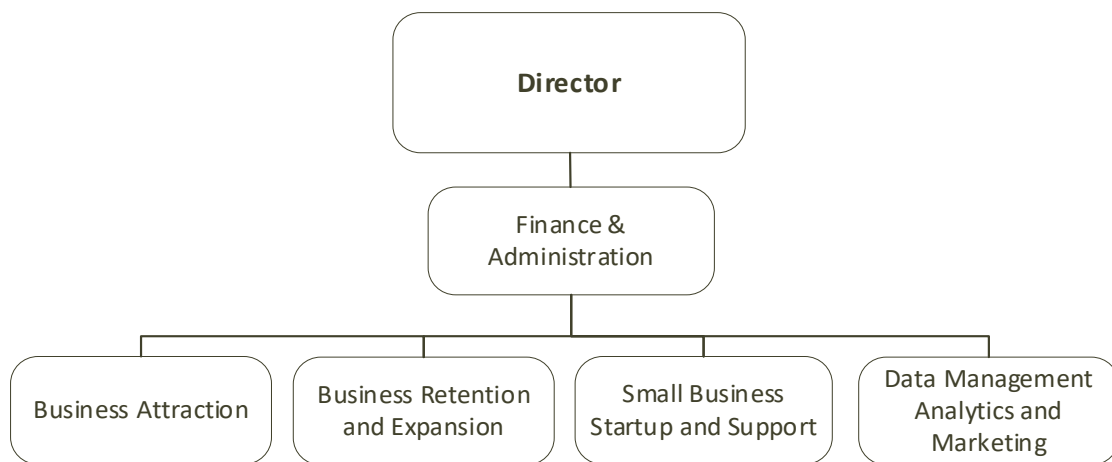 Director
Finance &
Administration
Business Attraction
Business Retention
and Expansion
Small Business
Startup and Support
Data Management
Analytics and
Marketing